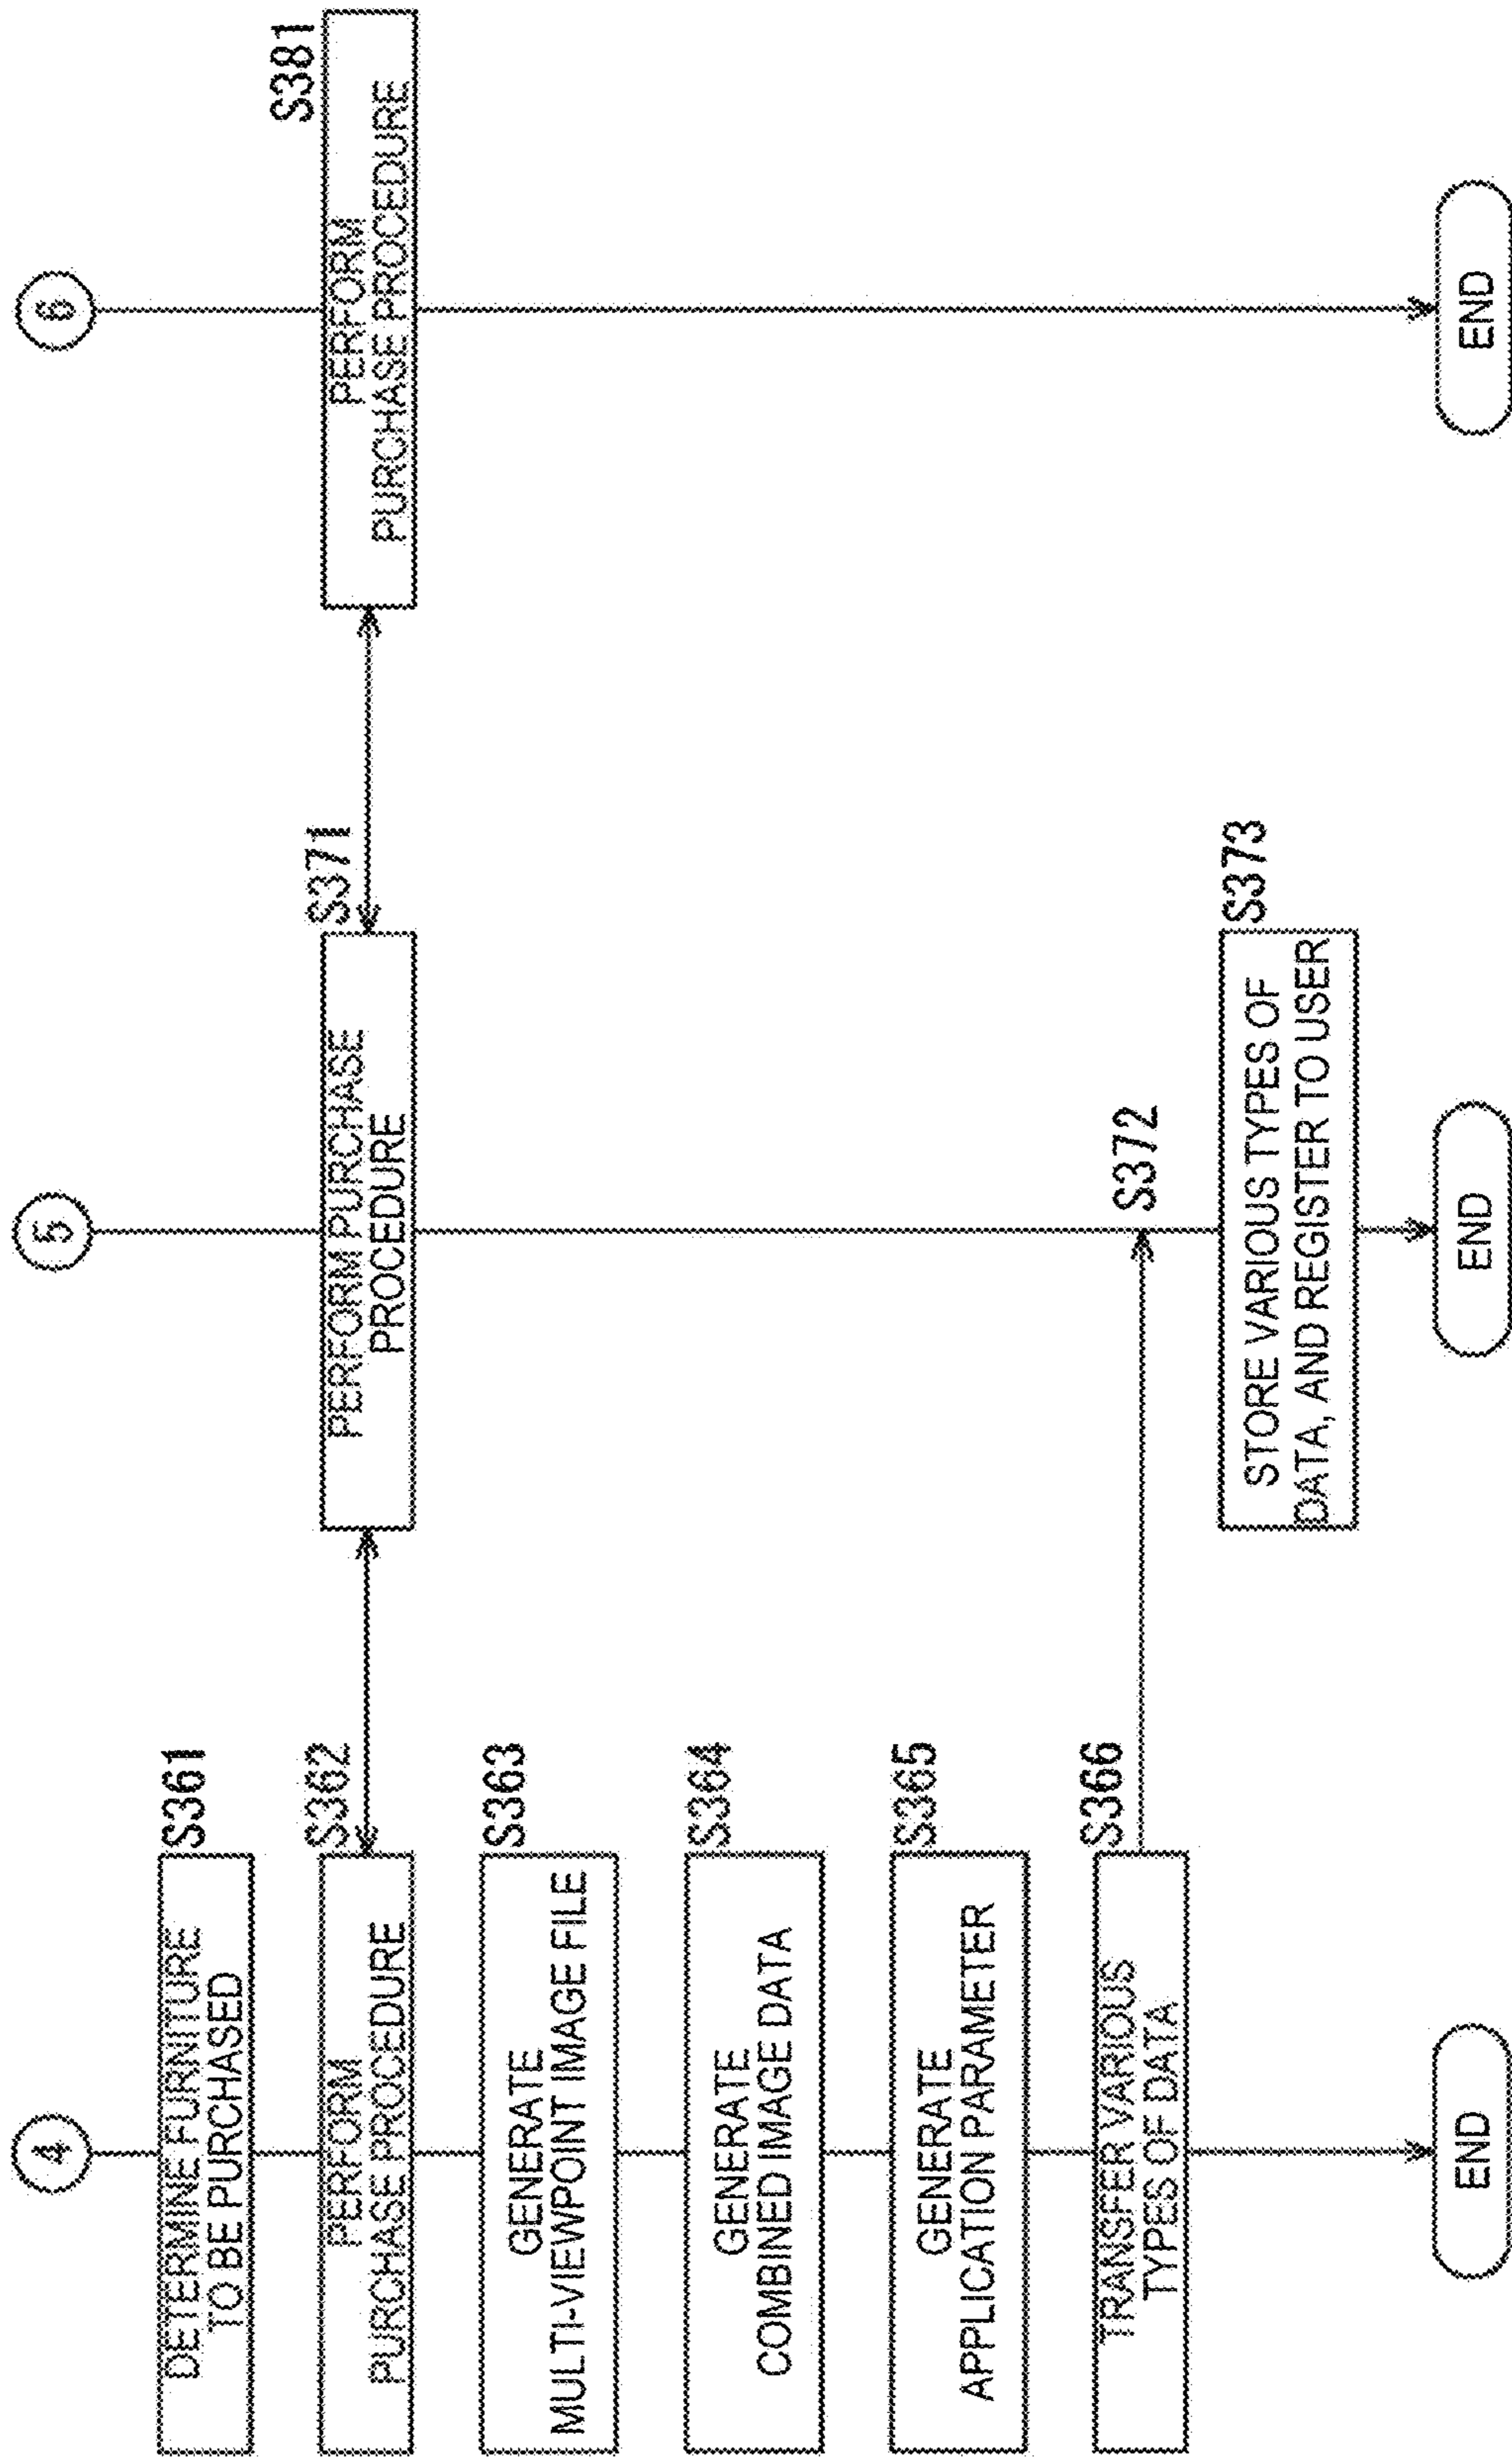 4
DETERMINE FURNITURE
TO BE PURCHASED
S361
PERFORM
PURCHASE PROCEDURE
S362
GENERATE
MULTI-VIEWPOINT IMAGE FILE
S363
GENERATE
COMBINED IMAGE DATA
S364
GENERATE
APPLICATION PARAMETER
S365
TRANSFER VARIOUS
TYPES OF DATA
S366
END
5
PERFORM PURCHASE
PROCEDURE
S371
S372
STORE VARIOUS TYPES OF
DATA, AND REGISTER TO USER
S373
END
6
PERFORM
PURCHASE PROCEDURE
S381
END